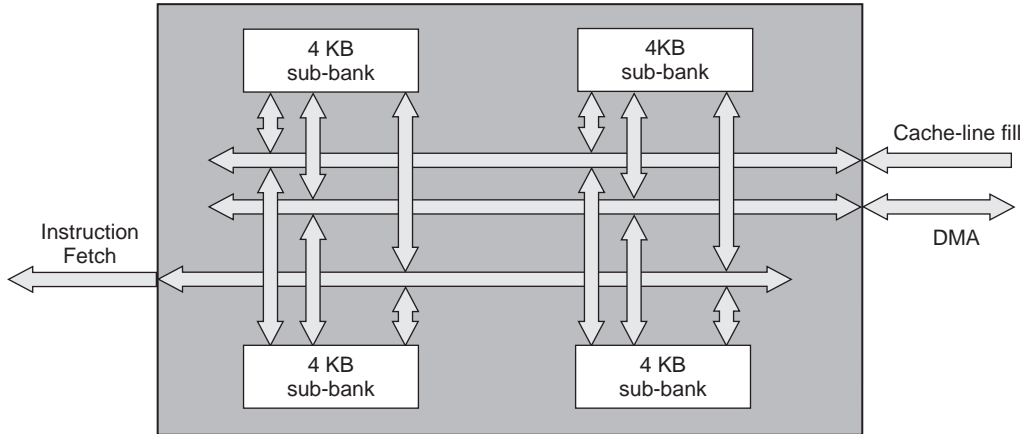 4 KB
sub-bank
4KB
sub-bank
Cache-line fill
DMA
Instruction
Fetch
4 KB
sub-bank
4 KB
sub-bank